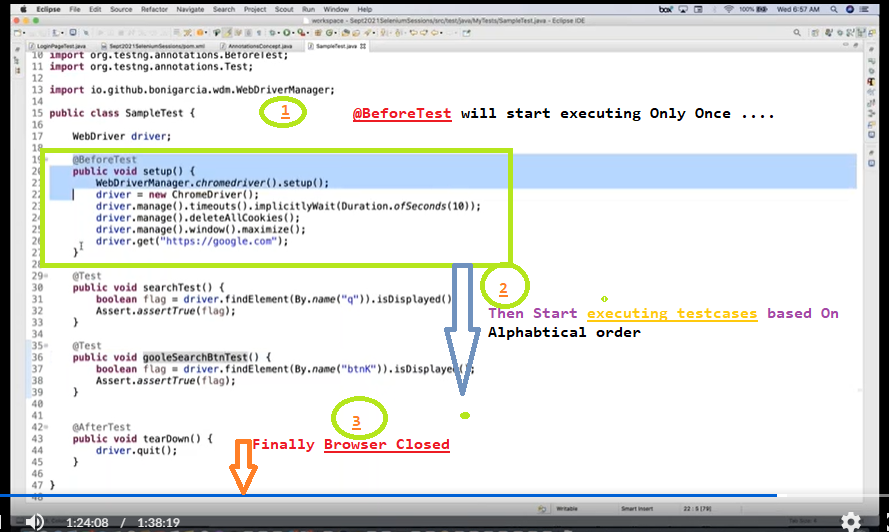 Eclipse File Edit Source Refactor Navigate Search Project Scout Run Window Help
box 100% Wed 6:57 AM
workspace - Sept2021SeleniumSessions/src/test/java/MyTests/SampleTest.java - Eclipse IDE
LoginPageTest.java Sept2021SeleniumSessions/pom.xml AnnotationsConcept.java SampleTest.java
10 import org.testng.annotations.BeforeTest;
11 import org.testng.annotations.Test;
12
13 import io.github.bonigarcia.wdm.WebDriverManager;
14
15 public class SampleTest {
1
@BeforeTest will start executing Only Once ....
16
17 WebDriver driver;
18
19 @BeforeTest
20 public void setup() {
21 WebDriverManager.chromedriver().setup();
22 driver = new ChromeDriver();
23 driver.manage().timeouts().implicitlyWait(Duration.ofSeconds(10));
24 driver.manage().deleteAllCookies();
25 driver.manage().window().maximize();
26 driver.get("https://google.com");
27 }
28
29 @Test
30 public void searchTest() {
31 boolean flag = driver.findElement(By.name("q")).isDisplayed()
32 Assert.assertTrue(flag);
33 }
2
Then Start executing testcases based On
Alphabtical order
34
35 @Test
36 public void gooleSearchBtnTest() {
37 boolean flag = driver.findElement(By.name("btnK")).isDisplayed();
38 Assert.assertTrue(flag);
39 }
40
41
42 @AfterTest
43 public void tearDown() {
44 driver.quit();
45 }
3
Finally Browser Closed
46
47 }
48
Writable Smart Insert 22 : 5 [79]
1:24:08 / 1:38:19